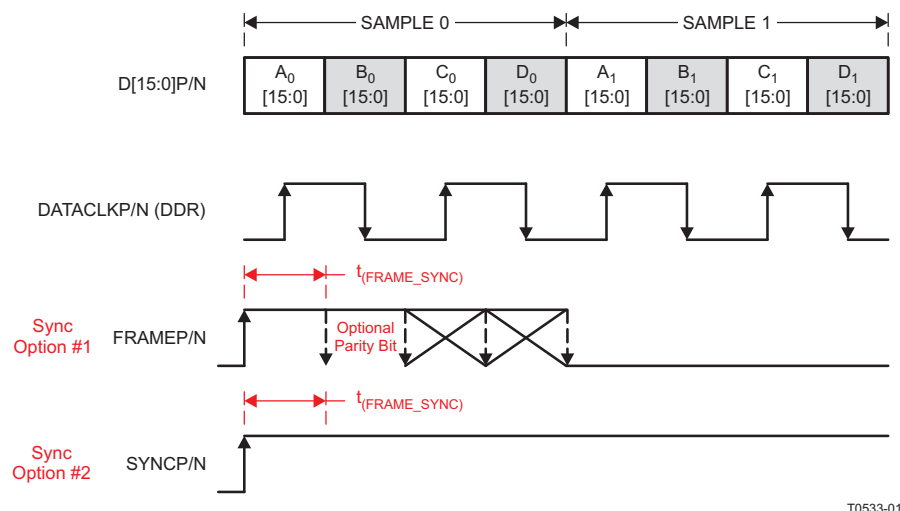 SAMPLE 0 SAMPLE 1
D[15:0]P/N
A0 B0 C0 D0 A1 B1 C1 D1
[15:0] [15:0] [15:0] [15:0] [15:0] [15:0] [15:0] [15:0]
DATACLKP/N (DDR)
t(FRAME_SYNC)
Sync
Option #1
FRAMEP/N
Optional
Parity Bit
t(FRAME_SYNC)
Sync
Option #2
SYNCP/N
T0533-01